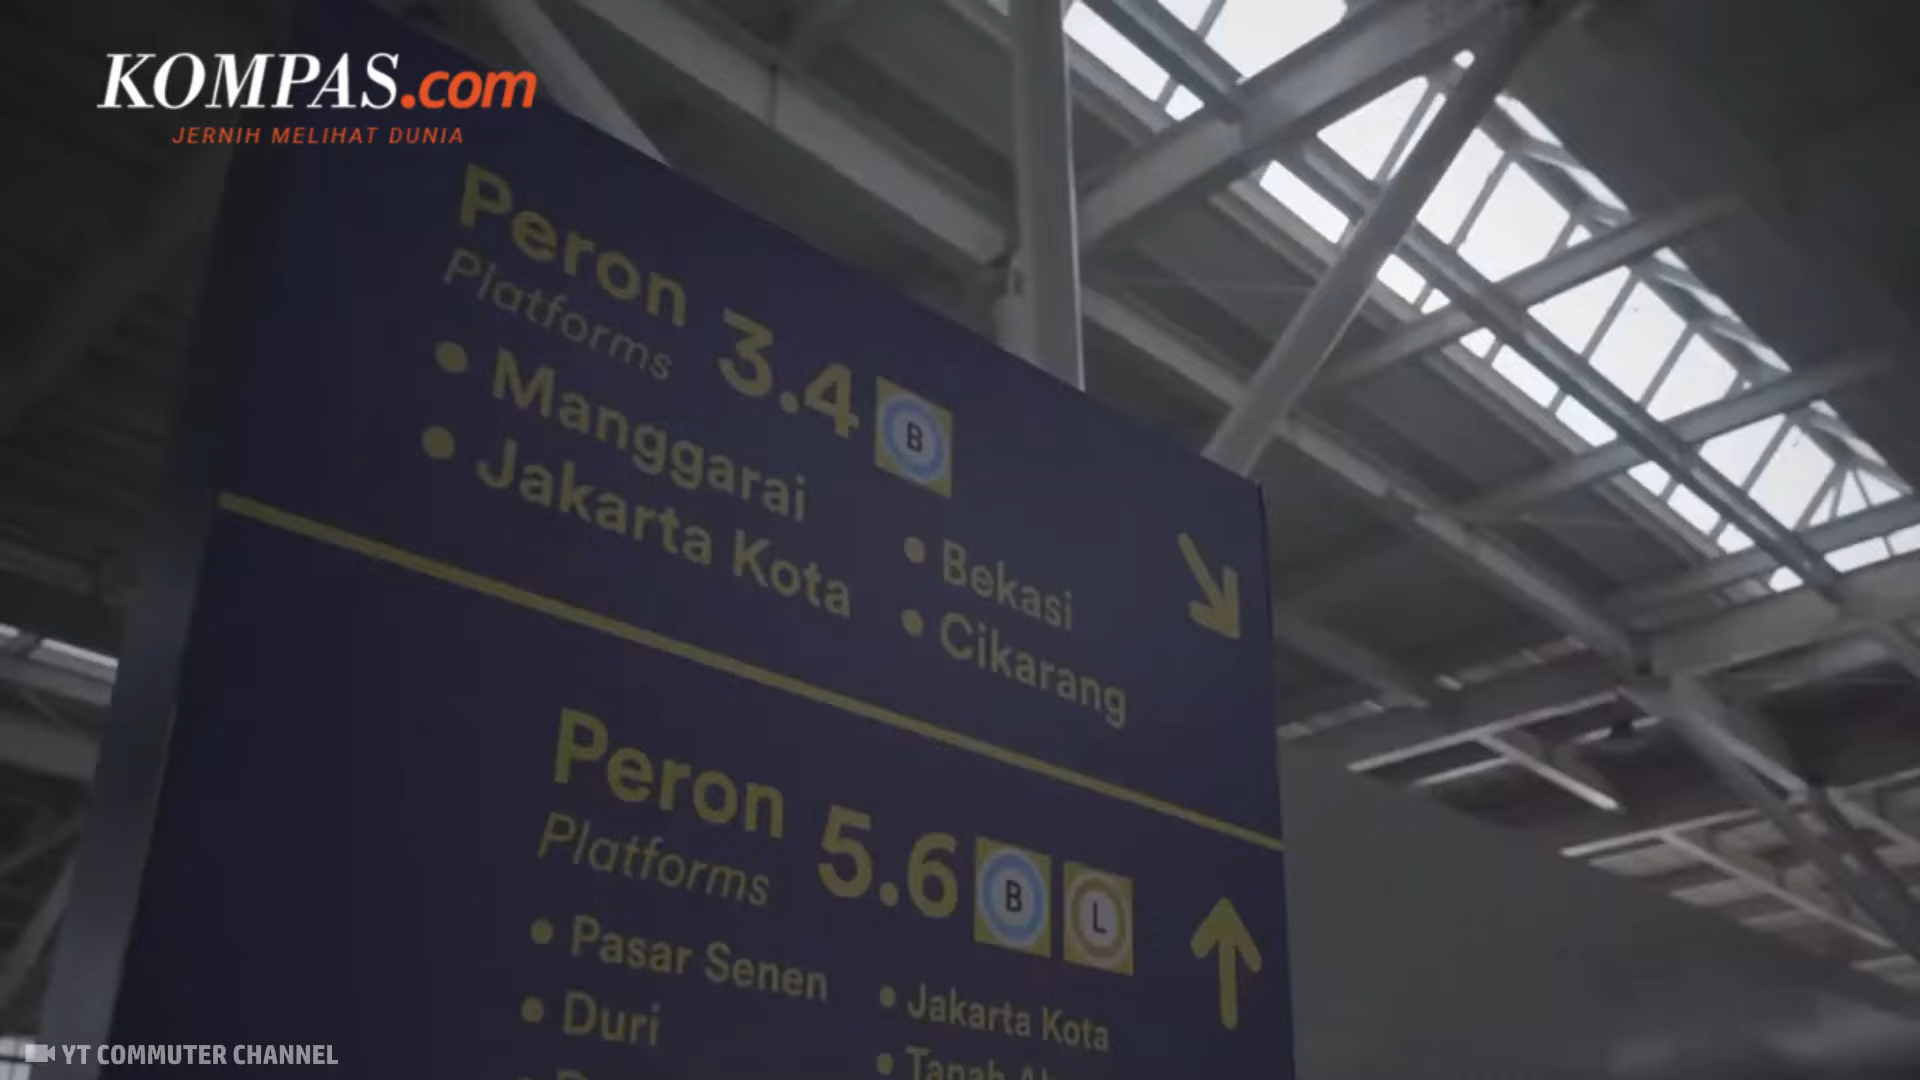 KOMPAS.com
JERNIH MELIHAT DUNIA
Peron 3.4 B
Platforms
• Manggarai
• Jakarta Kota
• Bekasi
• Cikarang
Peron 5.6 B L
Platforms
• Pasar Senen
• Duri
• Jakarta Kota
• Tanah
YT COMMUTER CHANNEL